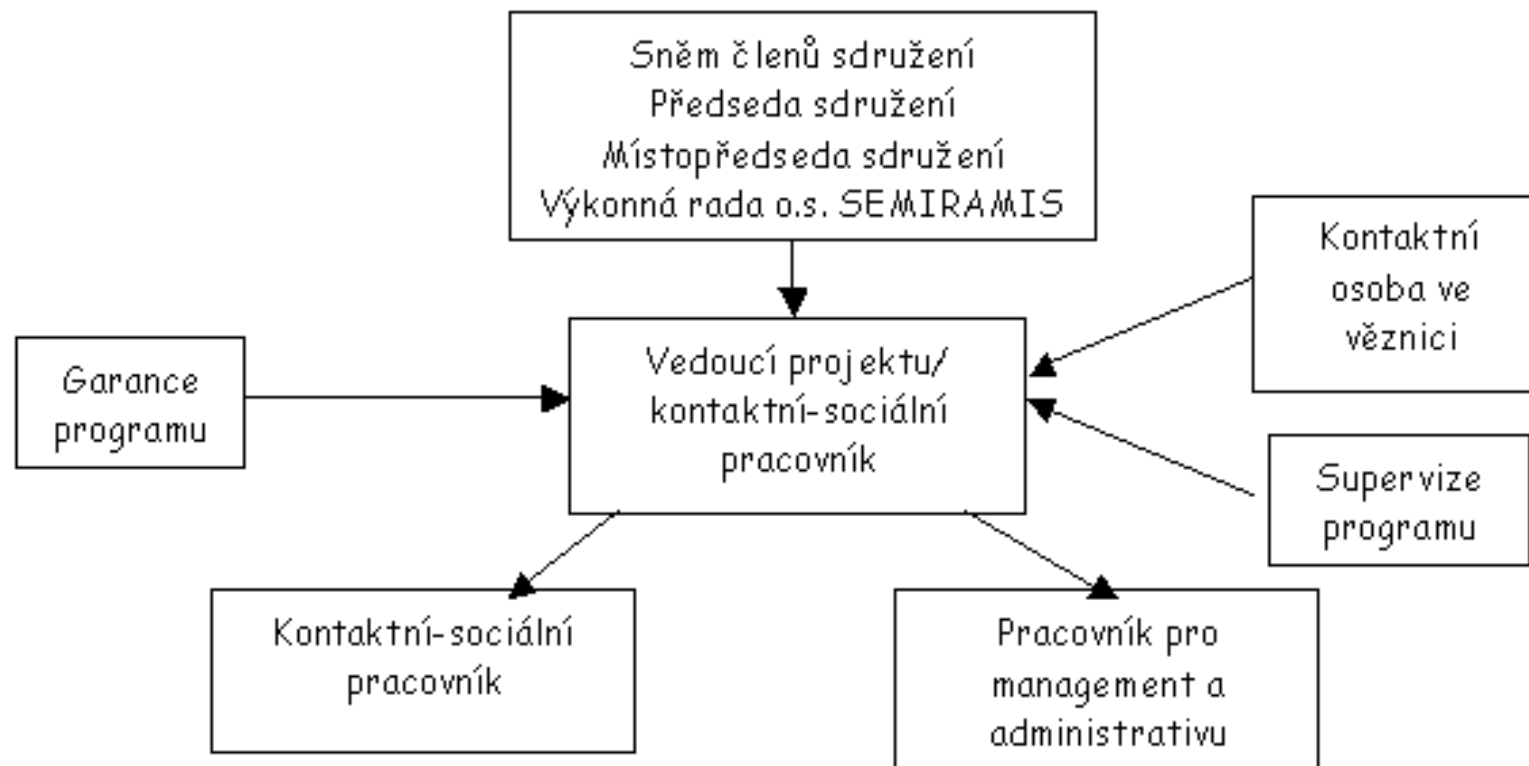 Sněm členů sdružení
Předseda sdružení
Místopředseda sdružení
Výkonná rada o.s. SEMIRAMIS
Kontaktní
osoba ve
věznici
Garance
programu
Vedoucí projektu/
kontaktní-sociální
pracovník
Supervize
programu
Kontaktní-sociální
pracovník
Pracovník pro
management a
administrativu